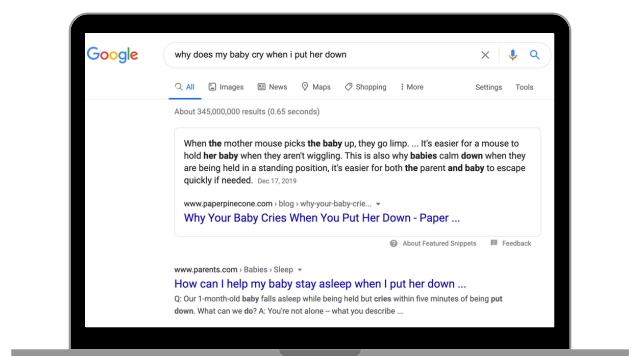 Google
why does my baby cry when i put her down
All Images News Maps Shopping More Settings Tools
About 345,000,000 results (0.65 seconds)
When the mother mouse picks the baby up, they go limp. ... It's easier for a mouse to
hold her baby when they aren't wiggling. This is also why babies calm down when they
are being held in a standing position, it's easier for both the parent and baby to escape
quickly if needed. Dec 17, 2019
www.paperpinecone.com › blog › why-your-baby-crie...
Why Your Baby Cries When You Put Her Down - Paper ...
About Featured Snippets Feedback
www.parents.com › Babies › Sleep
How can I help my baby stay asleep when I put her down ...
Q: Our 1-month-old baby falls asleep while being held but cries within five minutes of being put
down. What can we do? A: You're not alone -- what you describe ...